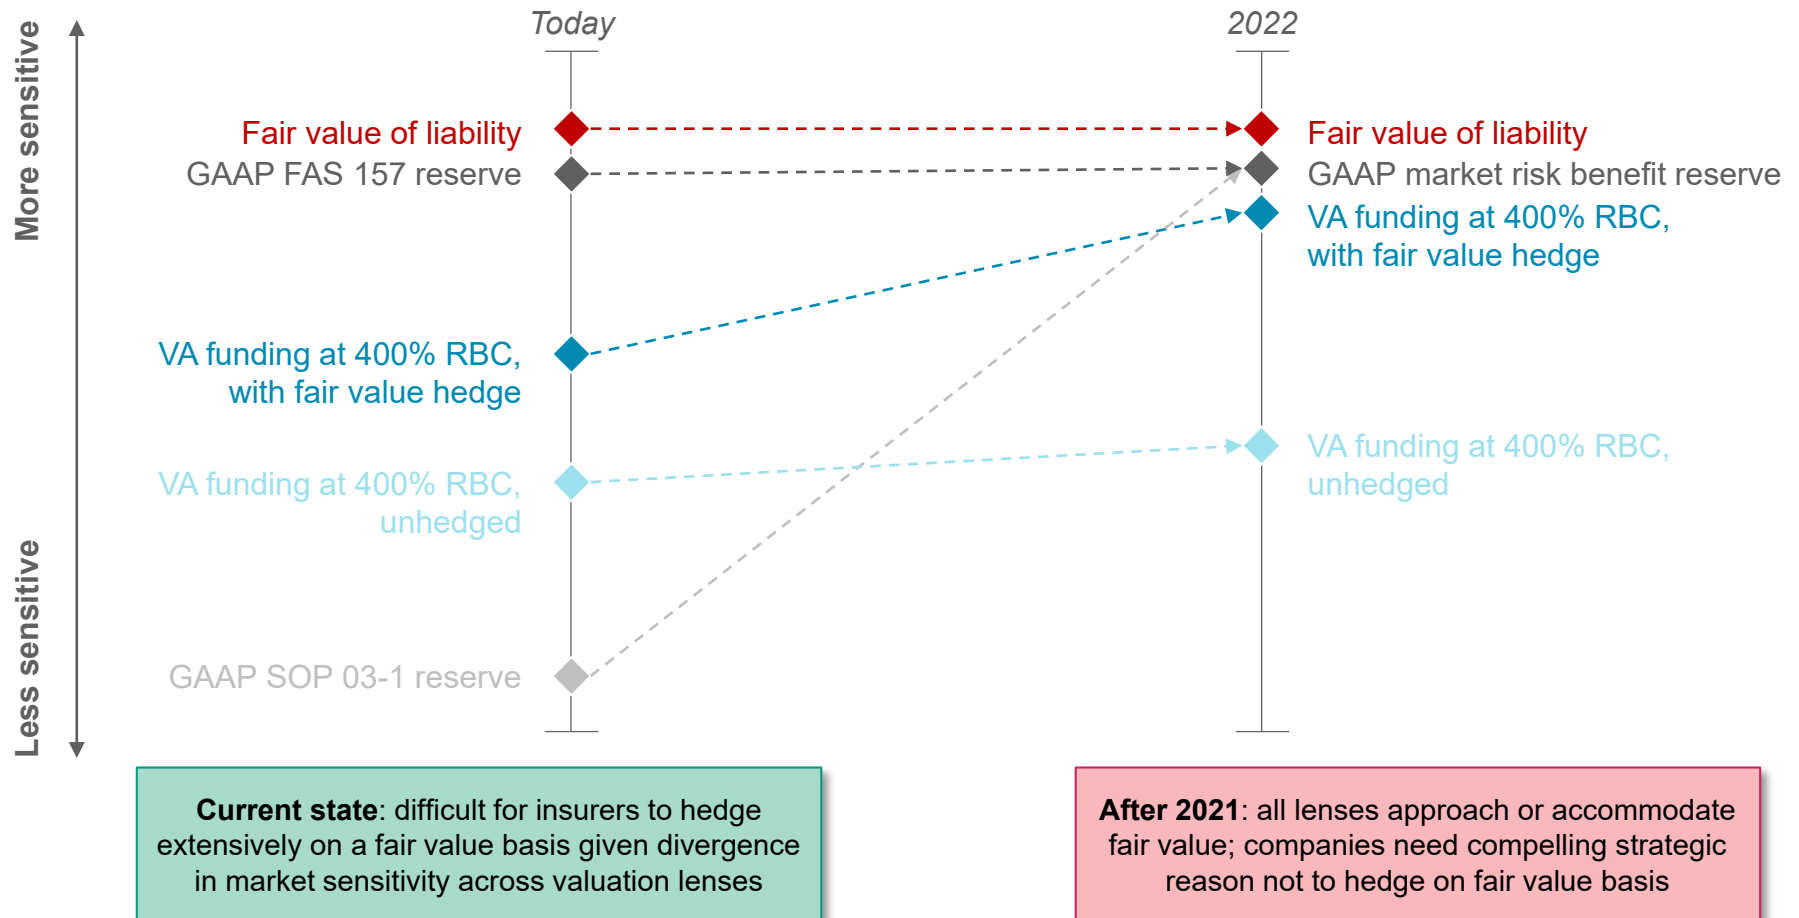 Today
2022
More sensitive
Less sensitive
Fair value of liability
GAAP FAS 157 reserve
VA funding at 400% RBC,
with fair value hedge
VA funding at 400% RBC,
unhedged
GAAP SOP 03-1 reserve
Fair value of liability
GAAP market risk benefit reserve
VA funding at 400% RBC,
with fair value hedge
VA funding at 400% RBC,
unhedged
Current state: difficult for insurers to hedge
extensively on a fair value basis given divergence
in market sensitivity across valuation lenses
After 2021: all lenses approach or accommodate
fair value; companies need compelling strategic
reason not to hedge on fair value basis